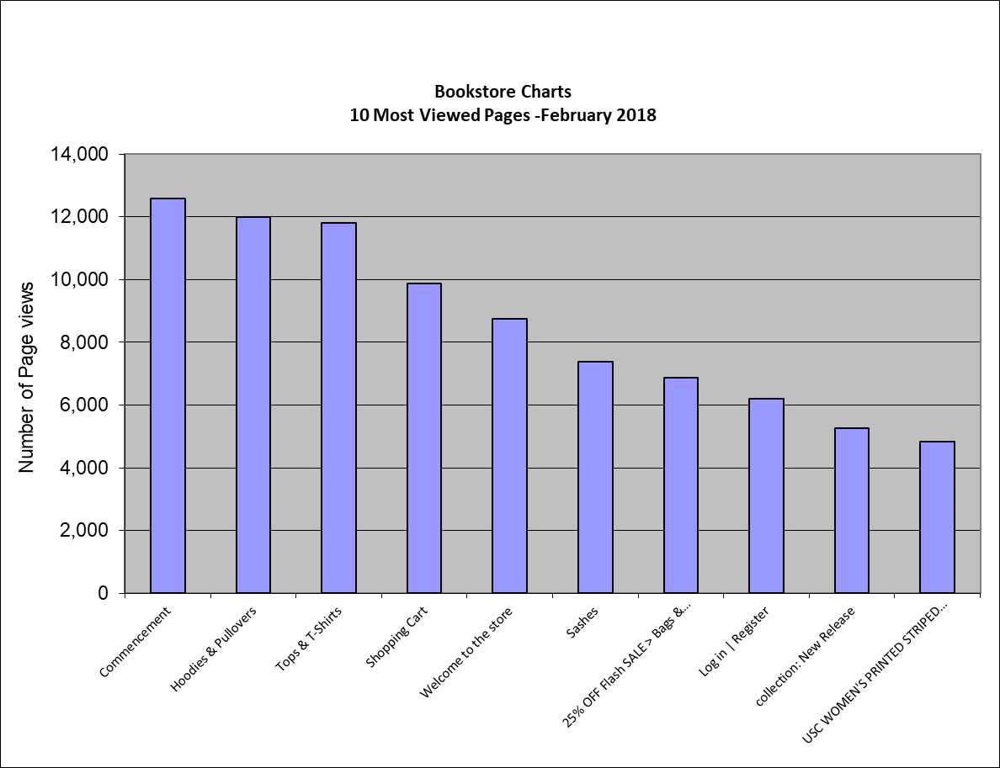 Bookstore Charts
10 Most Viewed Pages -February 2018
14,000
12,000
10,000
8,000
6,000
4,000
2,000
0
Number of Page views
Commencement
Hoodies & Pullovers
Tops & T-Shirts
Shopping Cart
Welcome to the store
Sashes
25% OFF Flash SALE > Bags &...
Log in | Register
collection: New Release
USC WOMEN'S PRINTED STRIPED...